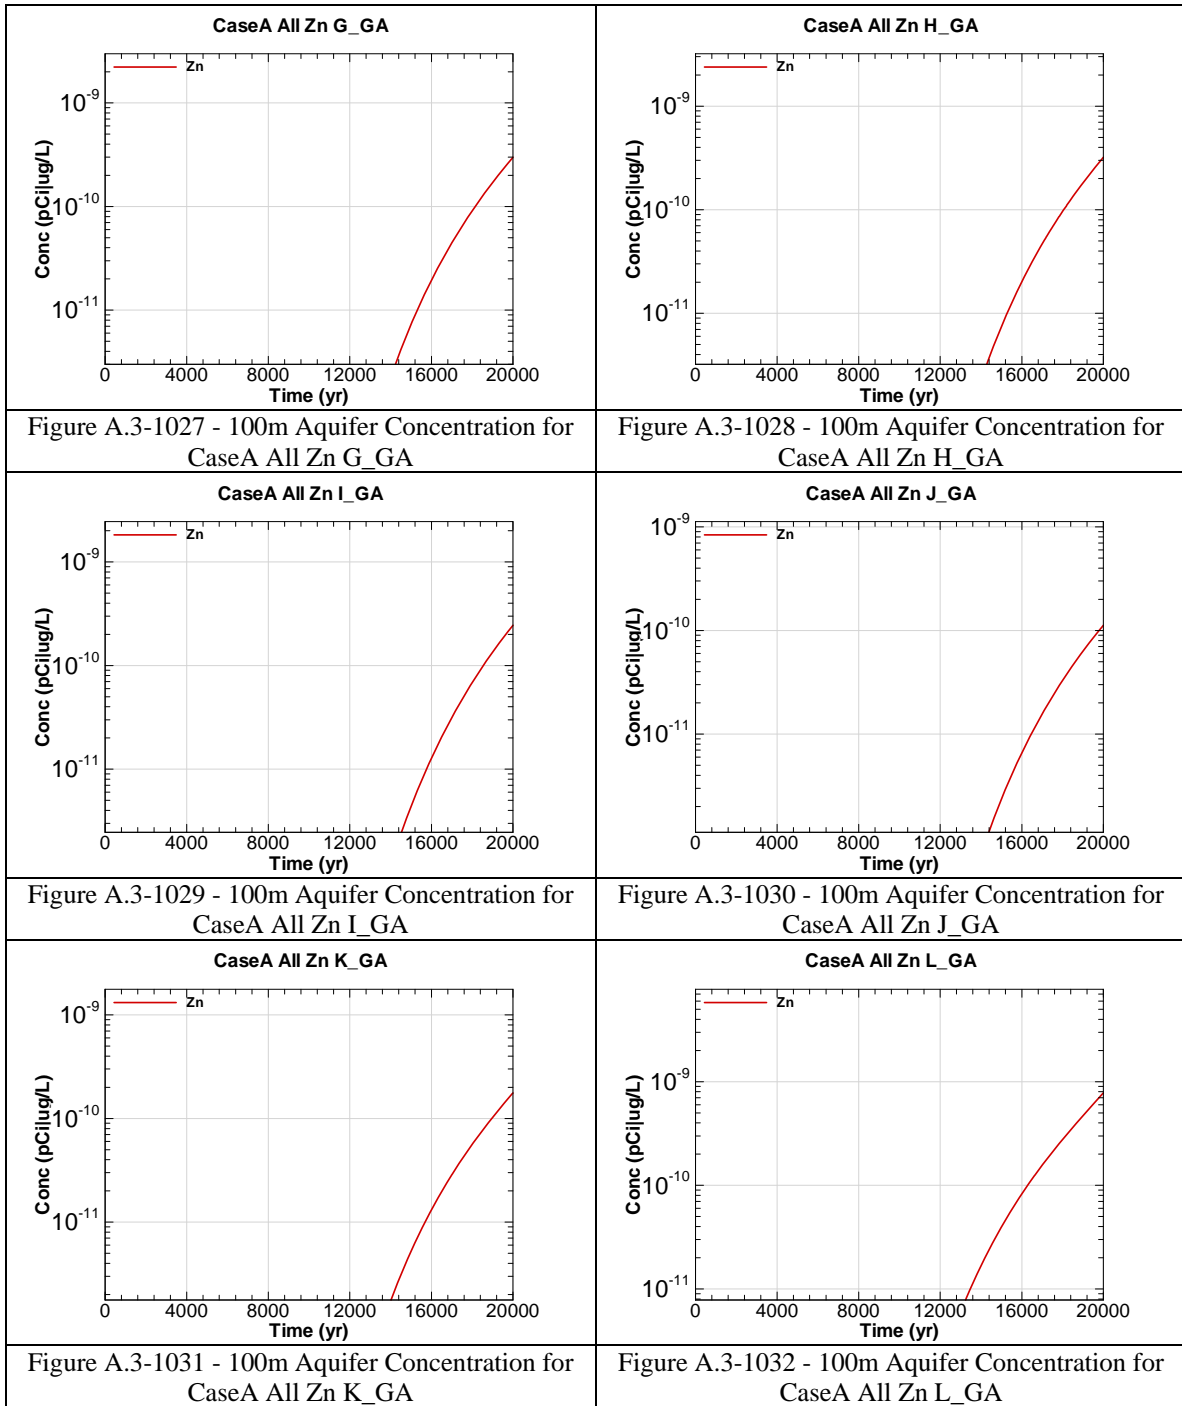 CaseA All Zn G_GA
Zn
10^-9
10^-10
10^-11
Conc (pCi|ug/L)
0 4000 8000 12000 16000 20000
Time (yr)
Figure A.3-1027 - 100m Aquifer Concentration for
CaseA All Zn G_GA
CaseA All Zn H_GA
Zn
10^-9
10^-10
10^-11
Conc (pCi|ug/L)
0 4000 8000 12000 16000 20000
Time (yr)
Figure A.3-1028 - 100m Aquifer Concentration for
CaseA All Zn H_GA
CaseA All Zn I_GA
Zn
10^-9
10^-10
10^-11
Conc (pCi|ug/L)
0 4000 8000 12000 16000 20000
Time (yr)
Figure A.3-1029 - 100m Aquifer Concentration for
CaseA All Zn I_GA
CaseA All Zn J_GA
Zn
10^-9
10^-10
10^-11
Conc (pCi|ug/L)
0 4000 8000 12000 16000 20000
Time (yr)
Figure A.3-1030 - 100m Aquifer Concentration for
CaseA All Zn J_GA
CaseA All Zn K_GA
Zn
10^-9
10^-10
10^-11
Conc (pCi|ug/L)
0 4000 8000 12000 16000 20000
Time (yr)
Figure A.3-1031 - 100m Aquifer Concentration for
CaseA All Zn K_GA
CaseA All Zn L_GA
Zn
10^-9
10^-10
10^-11
Conc (pCi|ug/L)
0 4000 8000 12000 16000 20000
Time (yr)
Figure A.3-1032 - 100m Aquifer Concentration for
CaseA All Zn L_GA